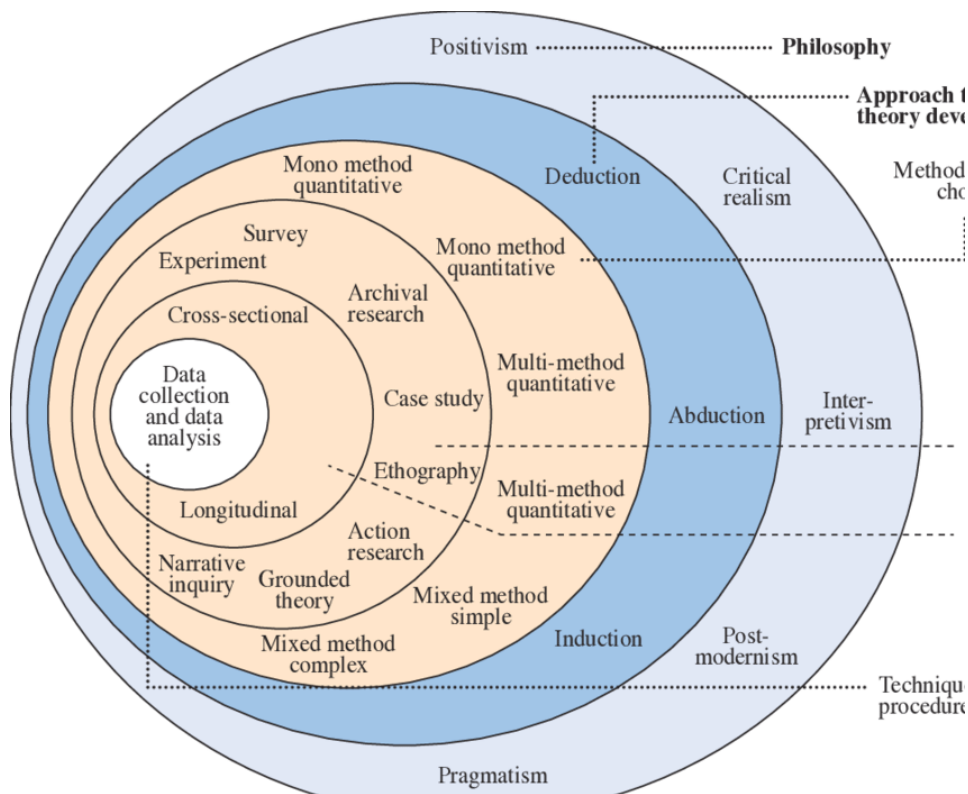 Positivism
Philosophy
Approach t
theory deve
Mono method
quantitative
Deduction
Critical
realism
Method
cho
Survey
Experiment
Mono method
quantitative
Archival
research
Cross-sectional
Data
collection
and data
analysis
Multi-method
quantitative
Case study
Abduction
Inter-
pretivism
Ethography
Multi-method
quantitative
Longitudinal
Action
research
Narrative
inquiry
Grounded
theory
Mixed method
simple
Mixed method
complex
Induction
Post-
modernism
Technique
procedure
Pragmatism